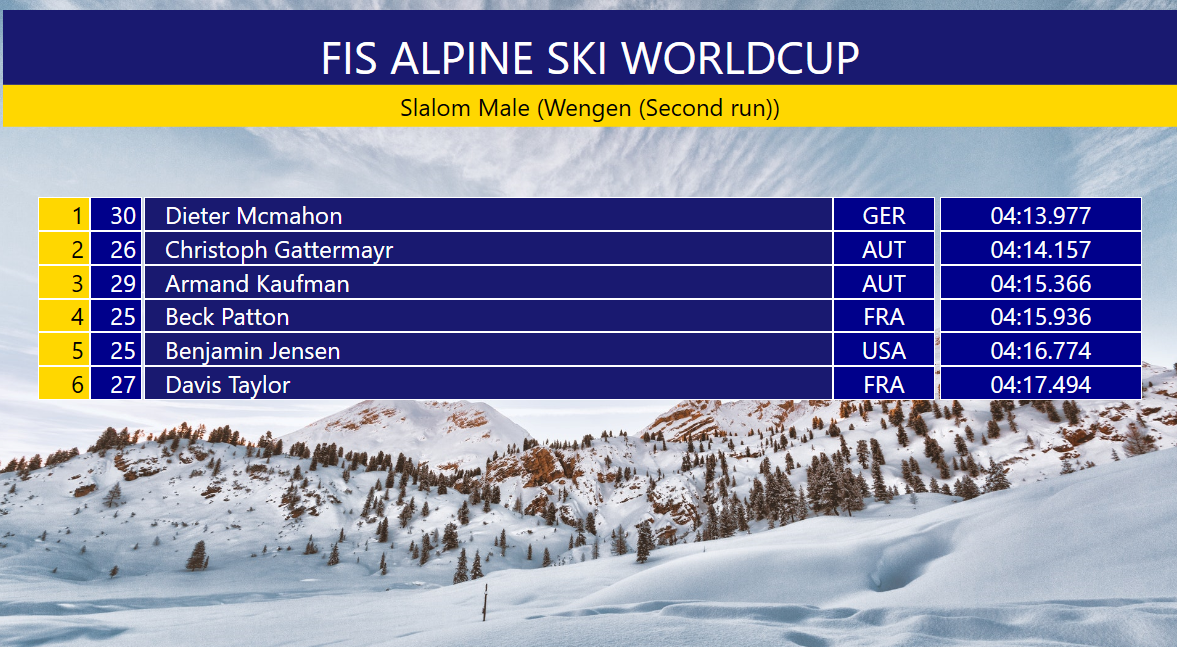 FIS ALPINE SKI WORLDCUP
Slalom Male (Wengen (Second run))
1 30 Dieter Mcmahon GER 04:13.977
2 26 Christoph Gattermayr AUT 04:14.157
3 29 Armand Kaufman AUT 04:15.366
4 25 Beck Patton FRA 04:15.936
5 25 Benjamin Jensen USA 04:16.774
6 27 Davis Taylor FRA 04:17.494